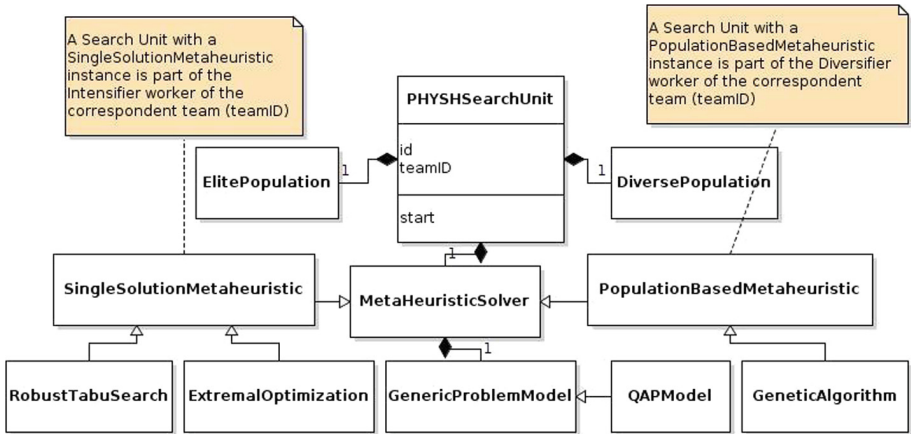 A Search Unit with a
SingleSolutionMetaheuristic
instance is part of the
Intensifier worker of the
correspondent team (teamID)
A Search Unit with a
PopulationBasedMetaheuristic
instance is part of the Diversifier
worker of the correspondent
team (teamID)
PHYSHSearchUnit
id
teamID
start
ElitePopulation
1
1
DiversePopulation
1
SingleSolutionMetaheuristic
MetaHeuristicSolver
PopulationBasedMetaheuristic
1
RobustTabuSearch
ExtremalOptimization
GenericProblemModel
QAPModel
GeneticAlgorithm